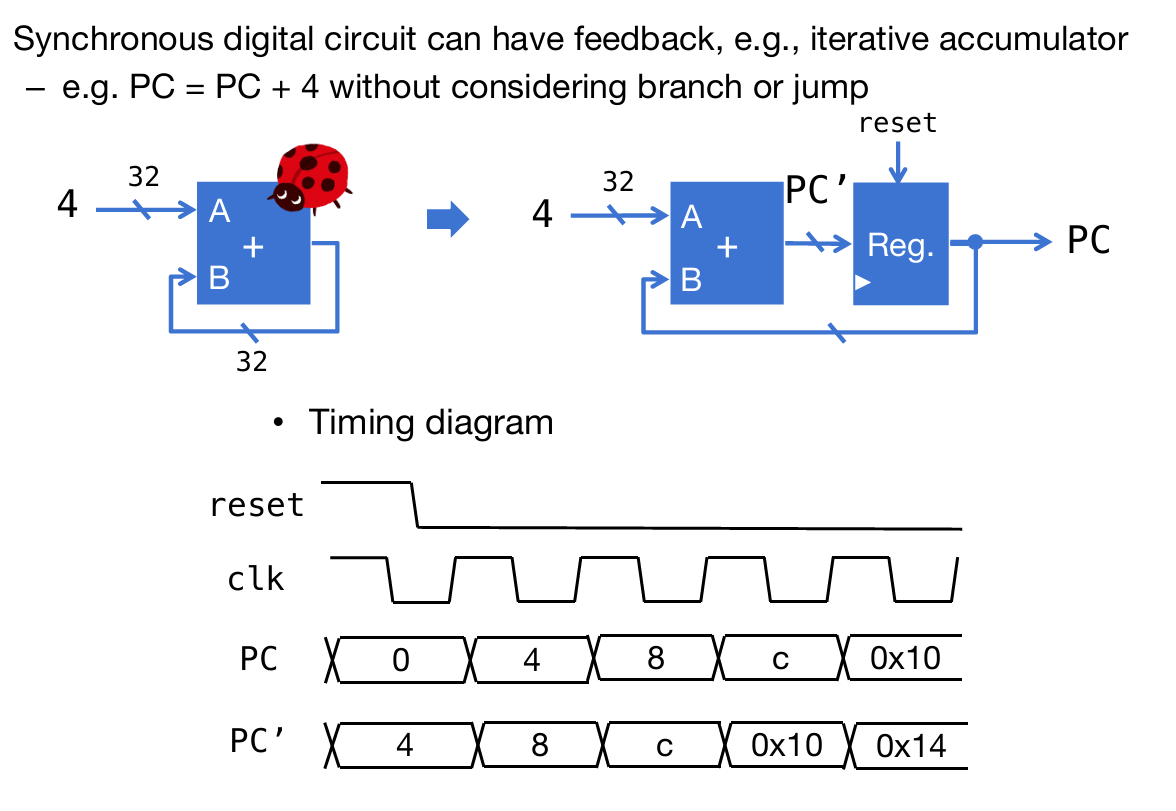 Synchronous digital circuit can have feedback, e.g., iterative accumulator
– e.g. PC = PC + 4 without considering branch or jump
reset
32
4
A
+
B
32
32
4
A
+
B
PC’
Reg.
PC
• Timing diagram
reset
clk
PC 0 4 8 c 0x10
PC’ 4 8 c 0x10 0x14